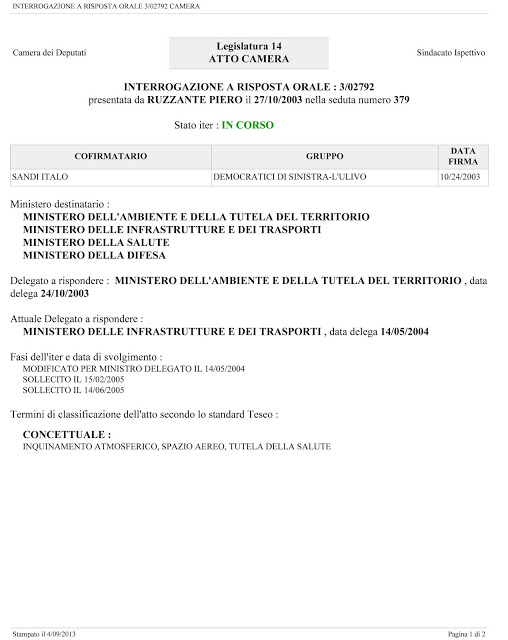 INTERROGAZIONE A RISPOSTA ORALE 3/02792 CAMERA
Camera dei Deputati
Legislatura 14
ATTO CAMERA
Sindacato Ispettivo
INTERROGAZIONE A RISPOSTA ORALE : 3/02792
presentata da RUZZANTE PIERO il 27/10/2003 nella seduta numero 379
Stato iter : IN CORSO
COFIRMATARIO GRUPPO DATA FIRMA
SANDI ITALO DEMOCRATICI DI SINISTRA-L'ULIVO 10/24/2003
Ministero destinatario :
MINISTERO DELL'AMBIENTE E DELLA TUTELA DEL TERRITORIO
MINISTERO DELLE INFRASTRUTTURE E DEI TRASPORTI
MINISTERO DELLA SALUTE
MINISTERO DELLA DIFESA
Delegato a rispondere : MINISTERO DELL'AMBIENTE E DELLA TUTELA DEL TERRITORIO , data
delega 24/10/2003
Attuale Delegato a rispondere :
MINISTERO DELLE INFRASTRUTTURE E DEI TRASPORTI , data delega 14/05/2004
Fasi dell'iter e data di svolgimento :
MODIFICATO PER MINISTRO DELEGATO IL 14/05/2004
SOLLECITO IL 15/02/2005
SOLLECITO IL 14/06/2005
Termini di classificazione dell'atto secondo lo standard Teseo :
CONCETTUALE :
INQUINAMENTO ATMOSFERICO, SPAZIO AEREO, TUTELA DELLA SALUTE
Stampato il 4/09/2013
Pagina 1 di 2